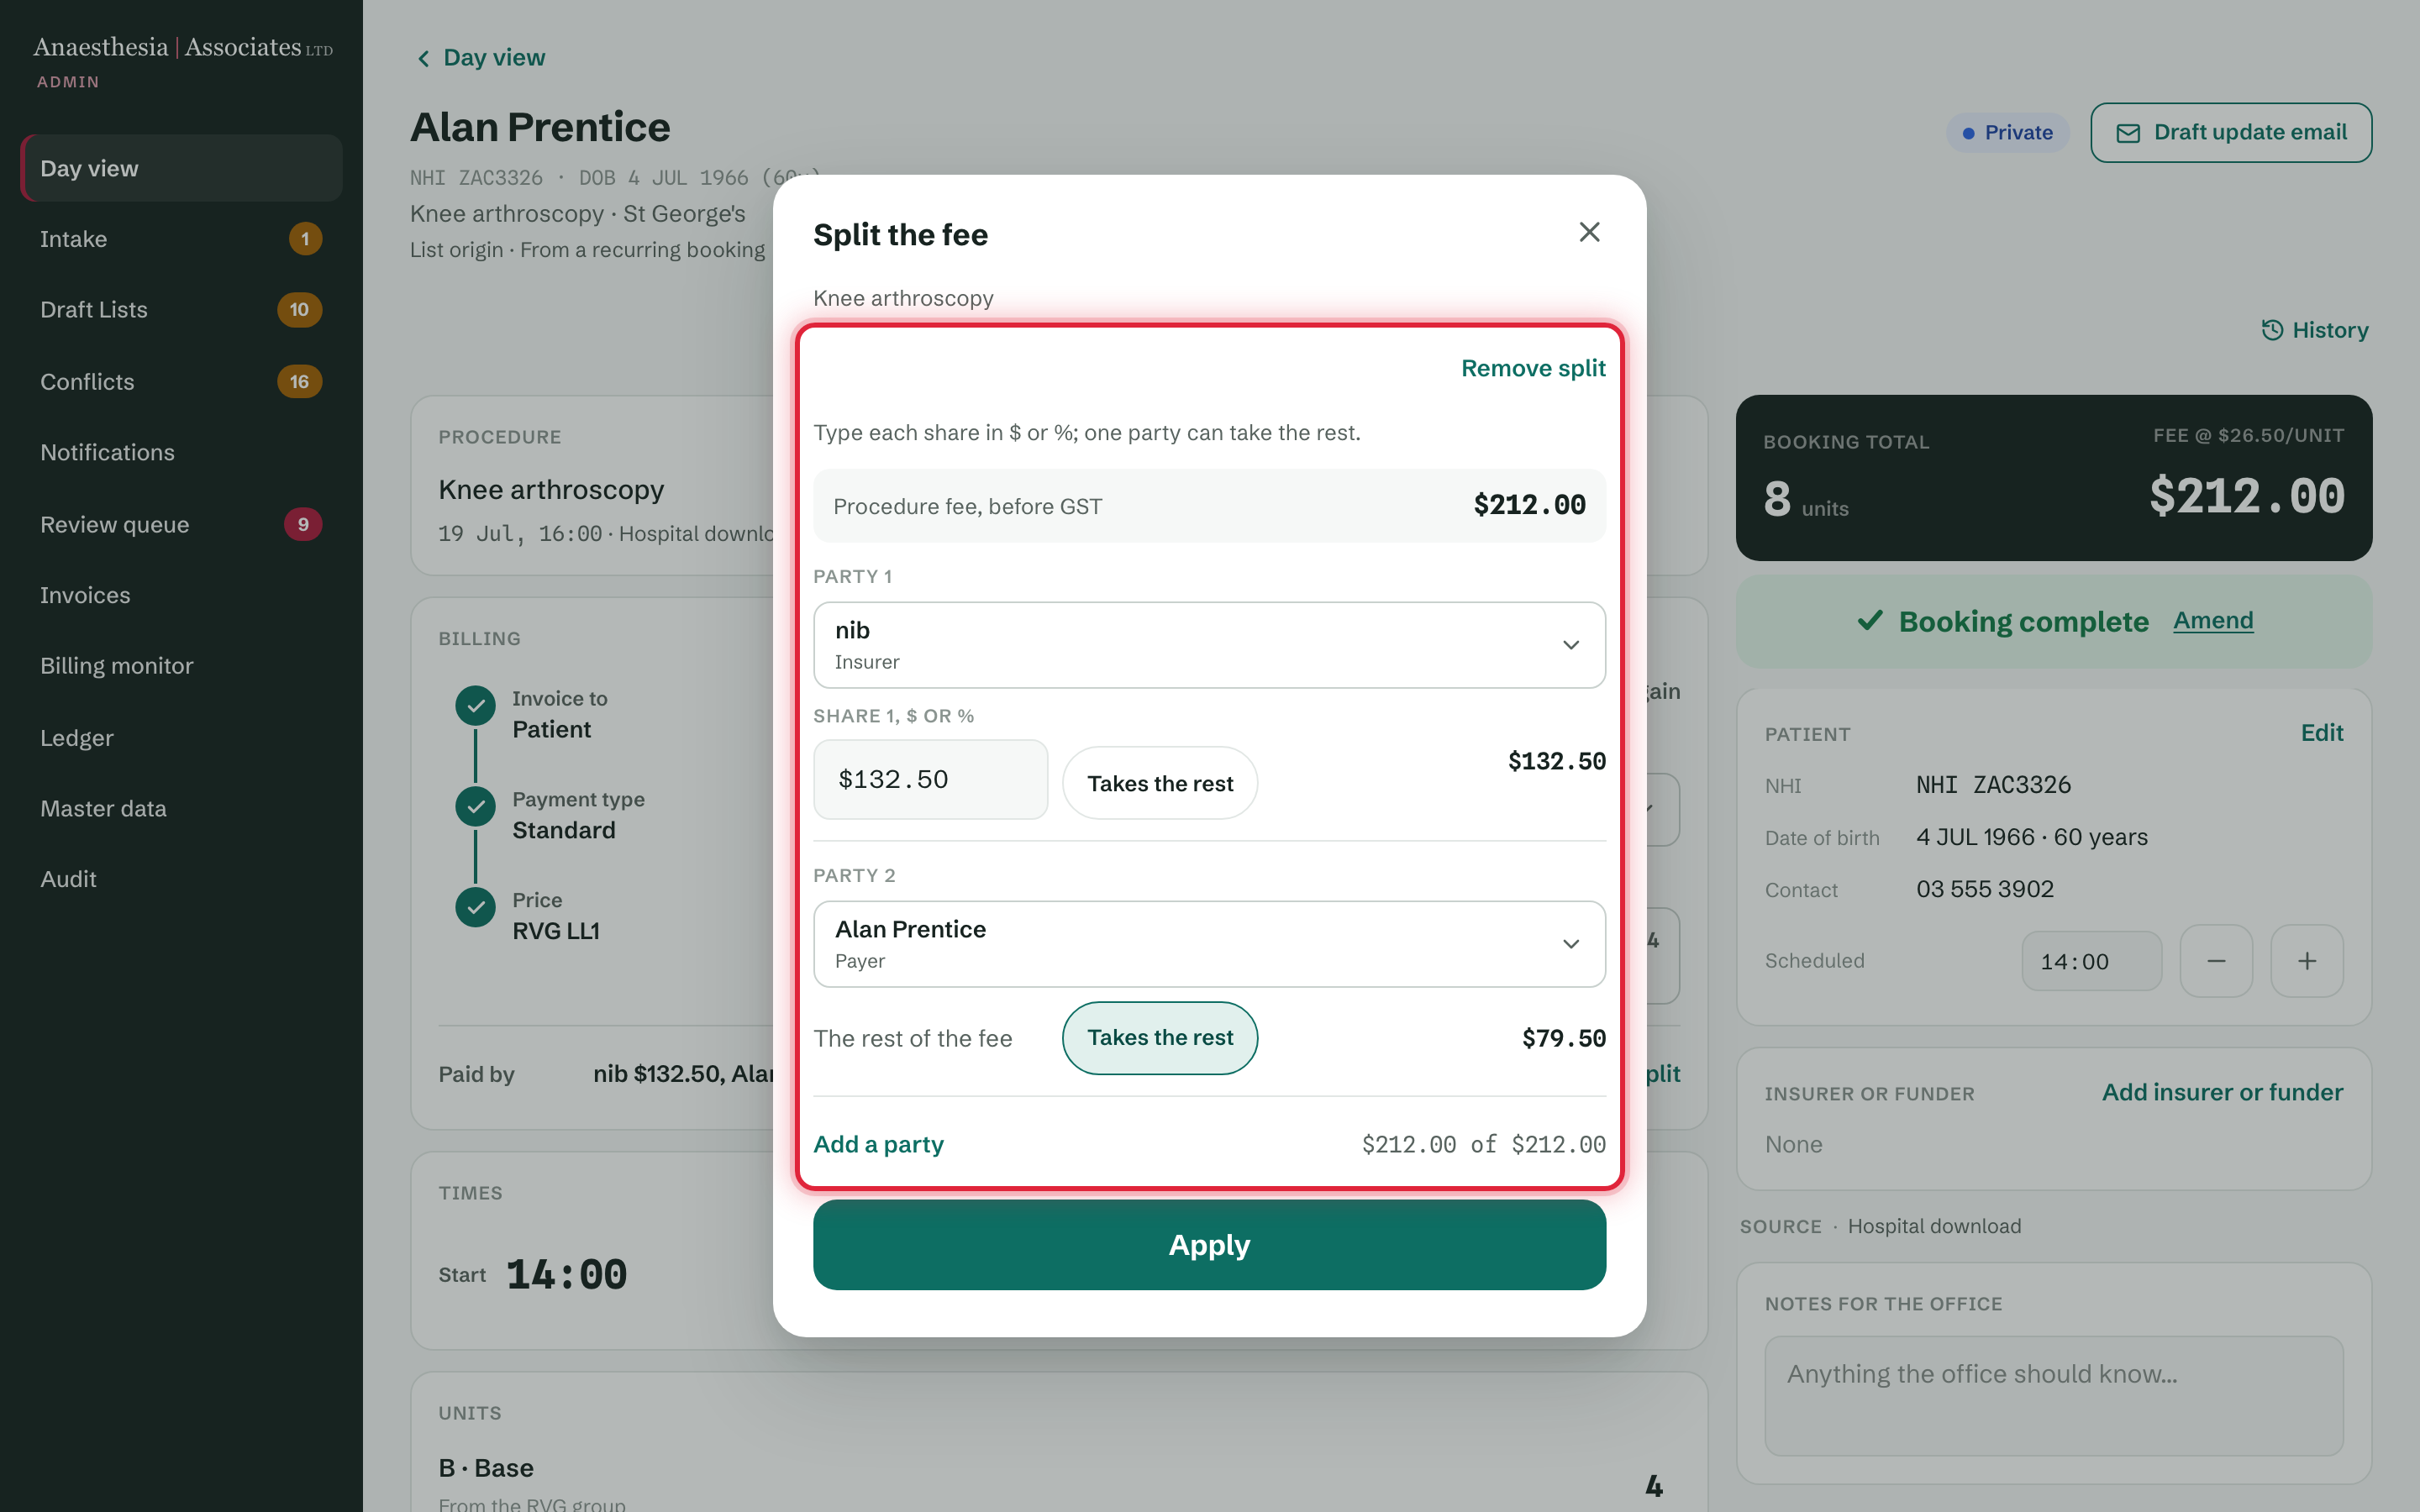 Anaesthesia | Associates LTD
ADMIN
Day view
Intake 1
Draft Lists 10
Conflicts 16
Notifications
Review queue 9
Invoices
Billing monitor
Ledger
Master data
Audit
Day view
Alan Prentice
NHI ZAC3326 · DOB 4 JUL 1966
Knee arthroscopy · St George's
List origin · From a recurring booking
Private
Draft update email
History
PROCEDURE
Knee arthroscopy
19 Jul, 16:00 · Hospital
BILLING
Invoice to
Patient
Payment type
Standard
Price
RVG LL1
Paid by nib $132.50,
TIMES
Start 14:00
UNITS
B · Base
From the RVG group
4
Split the fee
Knee arthroscopy
Remove split
Type each share in $ or %; one party can take the rest.
Procedure fee, before GST $212.00
PARTY 1
nib
Insurer
SHARE 1, $ OR %
$132.50 Takes the rest $132.50
PARTY 2
Alan Prentice
Payer
The rest of the fee Takes the rest $79.50
Add a party $212.00 of $212.00
Apply
BOOKING TOTAL FEE @ $26.50/UNIT
8 units $212.00
Booking complete Amend
PATIENT Edit
NHI NHI ZAC3326
Date of birth 4 JUL 1966 · 60 years
Contact 03 555 3902
Scheduled 14:00 − +
INSURER OR FUNDER Add insurer or funder
None
SOURCE · Hospital download
NOTES FOR THE OFFICE
Anything the office should know...